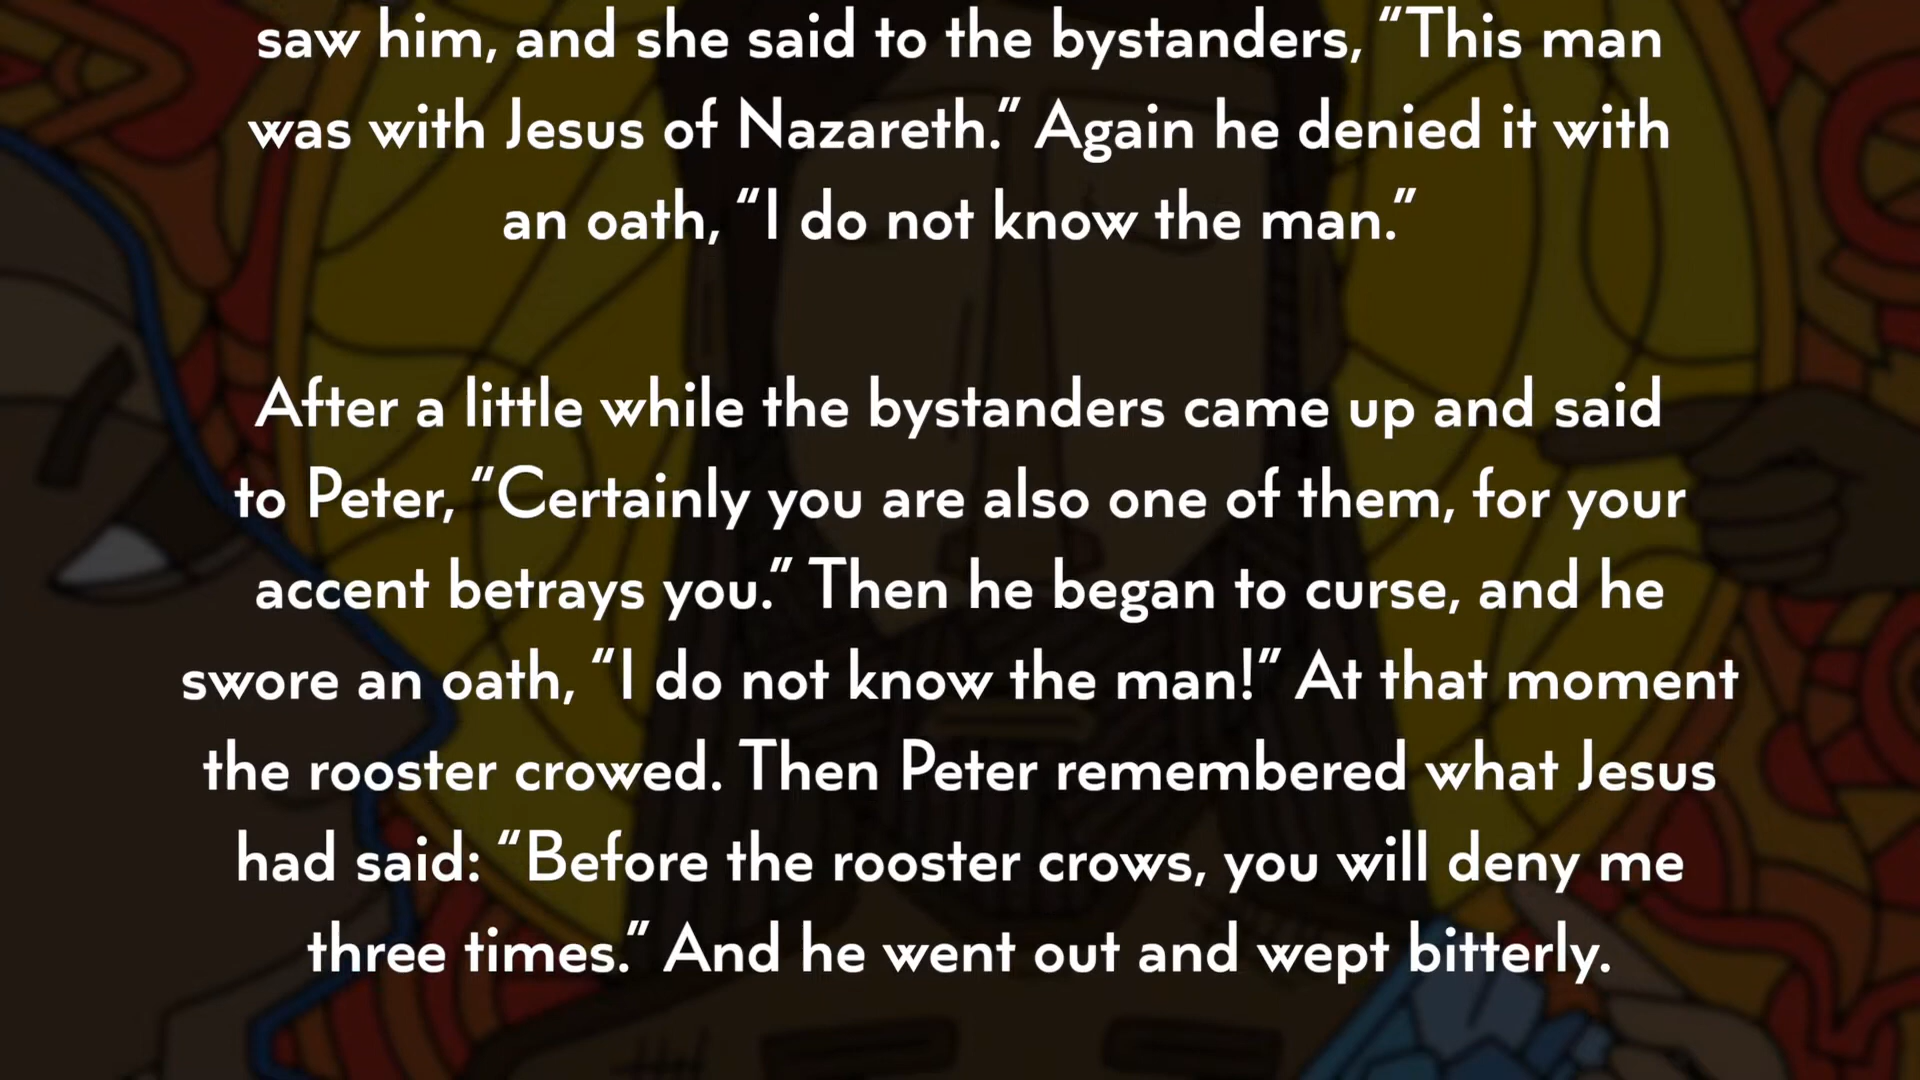 saw him, and she said to the bystanders, “This man
was with Jesus of Nazareth.” Again he denied it with
an oath, “I do not know the man.”
After a little while the bystanders came up and said
to Peter, “Certainly you are also one of them, for your
accent betrays you.” Then he began to curse, and he
swore an oath, “I do not know the man!” At that moment
the rooster crowed. Then Peter remembered what Jesus
had said: “Before the rooster crows, you will deny me
three times.” And he went out and wept bitterly.